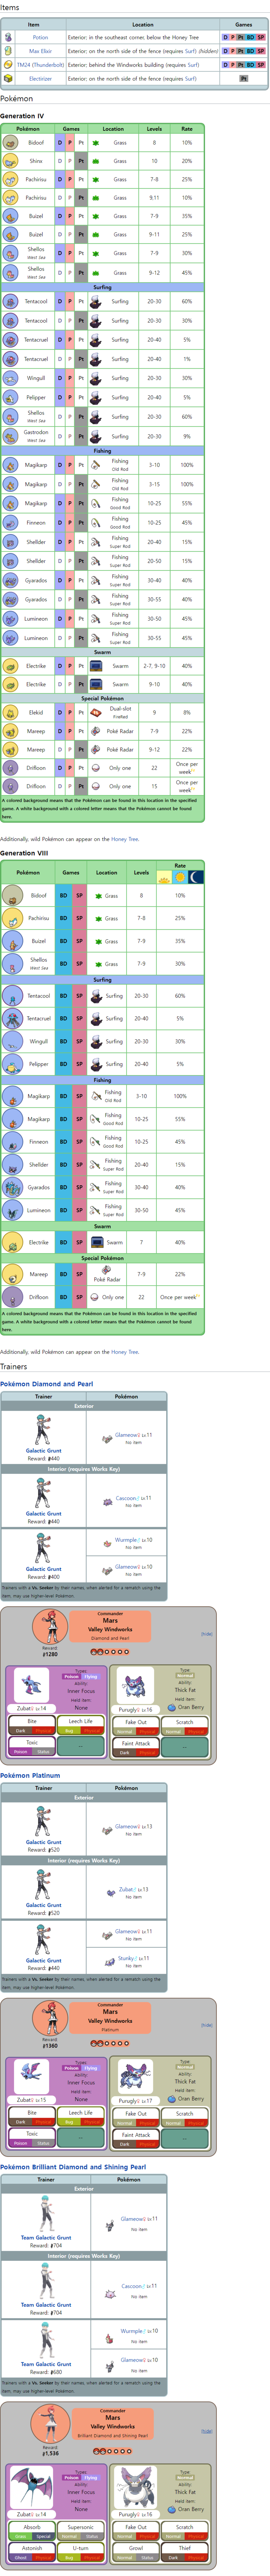 Items
Item Location Games
Potion Exterior: in the southeast corner, below the Honey Tree D P Pt BD SP
Max Elixir Exterior: on the north side of the fence (requires Surf) (hidden) D P Pt BD SP
TM24 (Thunderbolt) Exterior: behind the Windworks building (requires Surf) D P Pt BD SP
Electirizer Exterior: on the north side of the fence (requires Surf) Pt
Pokémon
Generation IV
Pokémon Games Location Levels Rate
Bidoof D P Pt Grass 8 10%
Shinx D P Pt Grass 10 20%
Pachirisu D P Pt Grass 7-8 25%
Pachirisu D P Pt Grass 9,11 10%
Buizel D P Pt Grass 7-9 35%
Buizel D P Pt Grass 9-11 25%
Shellos West Sea D P Pt Grass 7-9 30%
Shellos West Sea D P Pt Grass 9-12 45%
Surfing
Tentacool D P Pt Surfing 20-30 60%
Tentacool D P Pt Surfing 20-30 30%
Tentacruel D P Pt Surfing 20-40 5%
Tentacruel D P Pt Surfing 20-40 1%
Wingull D P Pt Surfing 20-30 30%
Pelipper D P Pt Surfing 20-40 5%
Shellos West Sea D P Pt Surfing 20-30 60%
Gastrodon West Sea D P Pt Surfing 20-30 9%
Fishing
Magikarp D P Pt Fishing Old Rod 3-10 100%
Magikarp D P Pt Fishing Old Rod 3-15 100%
Magikarp D P Pt Fishing Good Rod 10-25 55%
Finneon D P Pt Fishing Good Rod 10-25 45%
Shellder D P Pt Fishing Super Rod 20-40 15%
Shellder D P Pt Fishing Super Rod 20-50 15%
Gyarados D P Pt Fishing Super Rod 30-40 40%
Gyarados D P Pt Fishing Super Rod 30-55 40%
Lumineon D P Pt Fishing Super Rod 30-50 45%
Lumineon D P Pt Fishing Super Rod 30-55 45%
Swarm
Electrike D P Pt Swarm 2-7, 9-10 40%
Electrike D P Pt Swarm 9-10 40%
Special Pokémon
Elekid D P Pt Dual-slot FireRed 9 8%
Mareep D P Pt Poké Radar 7-9 22%
Mareep D P Pt Poké Radar 9-12 22%
Drifloon D P Pt Only one 22 Once per week
Drifloon D P Pt Only one 15 Once per week
A colored background means that the Pokémon can be found in this location in the specified
game. A white background with a colored letter means that the Pokémon cannot be found
here.
Additionally, wild Pokémon can appear on the Honey Tree.
Generation VIII
Pokémon Games Location Levels Rate
Bidoof BD SP Grass 8 10%
Pachirisu BD SP Grass 7-8 25%
Buizel BD SP Grass 7-9 35%
Shellos West Sea BD SP Grass 7-9 30%
Surfing
Tentacool BD SP Surfing 20-30 60%
Tentacruel BD SP Surfing 20-40 5%
Wingull BD SP Surfing 20-30 30%
Pelipper BD SP Surfing 20-40 5%
Fishing
Magikarp BD SP Fishing Old Rod 3-10 100%
Magikarp BD SP Fishing Good Rod 10-25 55%
Finneon BD SP Fishing Good Rod 10-25 45%
Shellder BD SP Fishing Super Rod 20-40 15%
Gyarados BD SP Fishing Super Rod 30-40 40%
Lumineon BD SP Fishing Super Rod 30-50 45%
Swarm
Electrike BD SP Swarm 7 40%
Special Pokémon
Mareep BD SP Poké Radar 7-9 22%
Drifloon BD SP Only one 22 Once per week
A colored background means that the Pokémon can be found in this location in the specified
game. A white background with a colored letter means that the Pokémon cannot be found
here.
Additionally, wild Pokémon can appear on the Honey Tree.
Trainers
Pokémon Diamond and Pearl
Trainer Pokémon
Exterior
Galactic Grunt
Reward: 440
Glameow♀ Lv.11
No item
Interior (requires Works Key)
Galactic Grunt
Reward: 440
Cascoon♂ Lv.11
No item
Galactic Grunt
Reward: 400
Wurmple♂ Lv.10
No item
Glameow♀ Lv.10
No item
Trainers with a Vs. Seeker by their names, when alerted for a rematch using the
item, may use higher-level Pokémon.
Commander
Mars
Valley Windworks
Diamond and Pearl
[hide]
Reward:
1280
Types: Poison Flying
Ability:
Inner Focus
Held item:
None
Zubat♀ Lv.14
Bite
Dark Physical
Leech Life
Bug Physical
Toxic
Poison Status
—
Type: Normal
Ability:
Thick Fat
Held item:
Oran Berry
Purugly♀ Lv.16
Fake Out
Normal Physical
Scratch
Normal Physical
Faint Attack
Dark Physical
—
Pokémon Platinum
Trainer Pokémon
Exterior
Galactic Grunt
Reward: 520
Glameow♀ Lv.13
No item
Interior (requires Works Key)
Galactic Grunt
Reward: 520
Zubat♂ Lv.13
No item
Galactic Grunt
Reward: 440
Glameow♀ Lv.11
No item
Stunky♂ Lv.11
No item
Trainers with a Vs. Seeker by their names, when alerted for a rematch using the
item, may use higher-level Pokémon.
Commander
Mars
Valley Windworks
Platinum
[hide]
Reward:
1360
Types: Poison Flying
Ability:
Inner Focus
Held item:
None
Zubat♀ Lv.15
Bite
Dark Physical
Leech Life
Bug Physical
Toxic
Poison Status
—
Type: Normal
Ability:
Thick Fat
Held item:
Oran Berry
Purugly♀ Lv.17
Fake Out
Normal Physical
Scratch
Normal Physical
Faint Attack
Dark Physical
—
Pokémon Brilliant Diamond and Shining Pearl
Trainer Pokémon
Exterior
Team Galactic Grunt
Reward: 704
Glameow♀ Lv.11
No item
Interior (requires Works Key)
Team Galactic Grunt
Reward: 704
Cascoon♂ Lv.11
No item
Team Galactic Grunt
Reward: 680
Wurmple♂ Lv.10
No item
Glameow♀ Lv.10
No item
Trainers with a Vs. Seeker by their names, when alerted for a rematch using the
item, may use higher-level Pokémon.
Commander
Mars
Valley Windworks
Brilliant Diamond and Shining Pearl
[hide]
Reward:
1,536
Types: Poison Flying
Ability:
Inner Focus
Held item:
None
Zubat♀ Lv.14
Absorb
Grass Special
Supersonic
Normal Status
Astonish
Ghost Physical
U-turn
Bug Physical
Type: Normal
Ability:
Thick Fat
Held item:
Oran Berry
Purugly♀ Lv.16
Fake Out
Normal Physical
Scratch
Normal Physical
Growl
Normal Status
Thief
Dark Physical